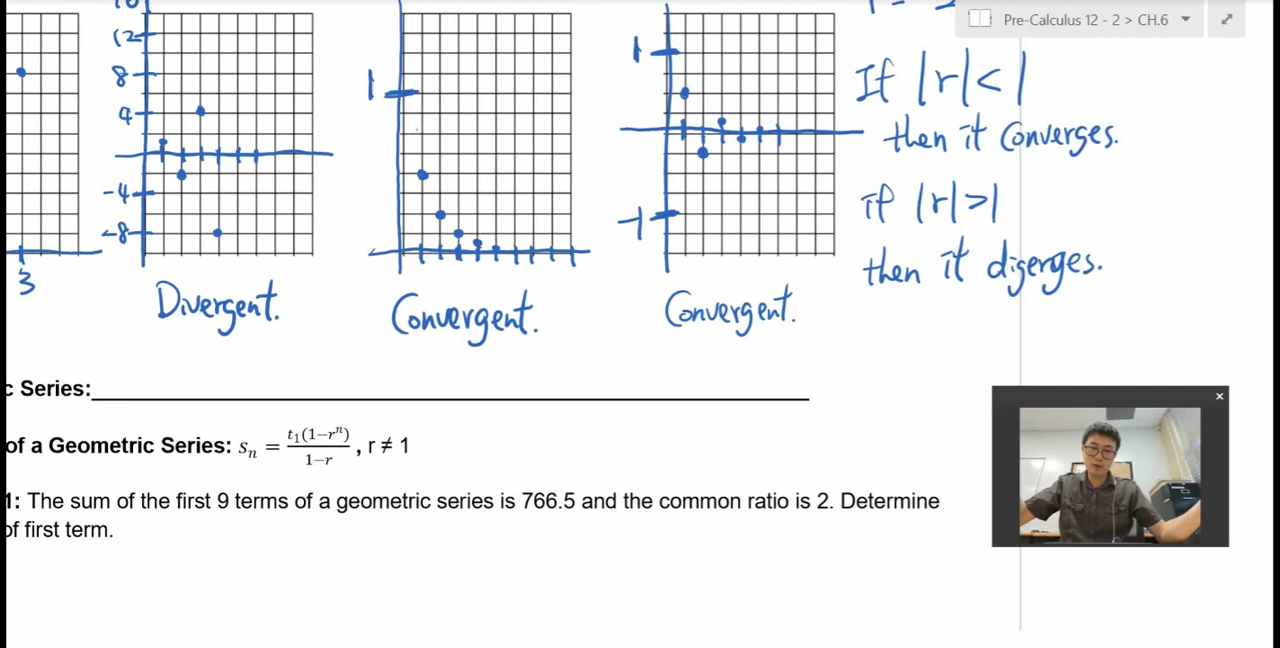 Pre-Calculus 12 - 2 > CH.6
12
8
4
-4
-8
3
1
1
-1
Divergent.
Convergent.
Convergent.
If |r|<1
then it converges.
if |r|>1
then it digerges.
c Series:
of a Geometric Series: sₙ = t₁(1−rⁿ)/1−r , r ≠ 1
1: The sum of the first 9 terms of a geometric series is 766.5 and the common ratio is 2. Determine
of first term.